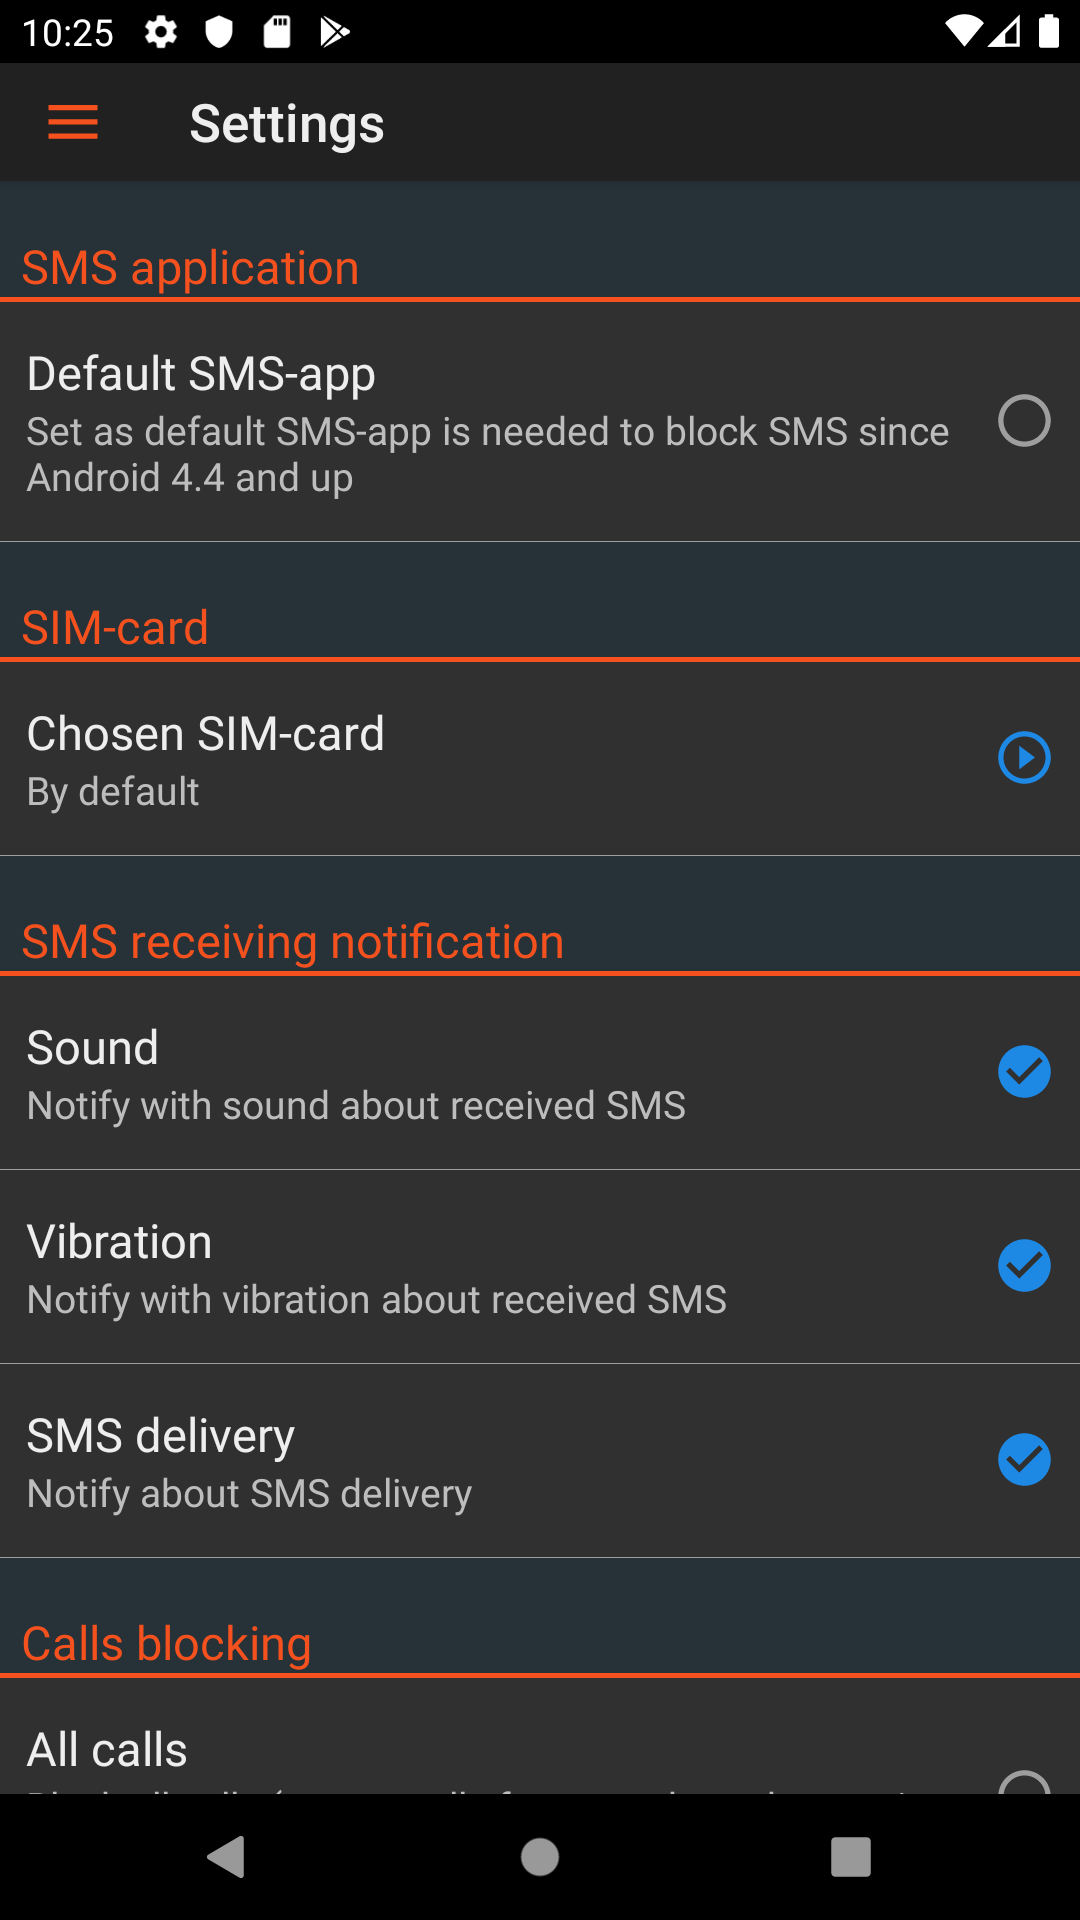 10:25
Settings
SMS application
Default SMS-app
Set as default SMS-app is needed to block SMS since
Android 4.4 and up
SIM-card
Chosen SIM-card
By default
SMS receiving notification
Sound
Notify with sound about received SMS
Vibration
Notify with vibration about received SMS
SMS delivery
Notify about SMS delivery
Calls blocking
All calls